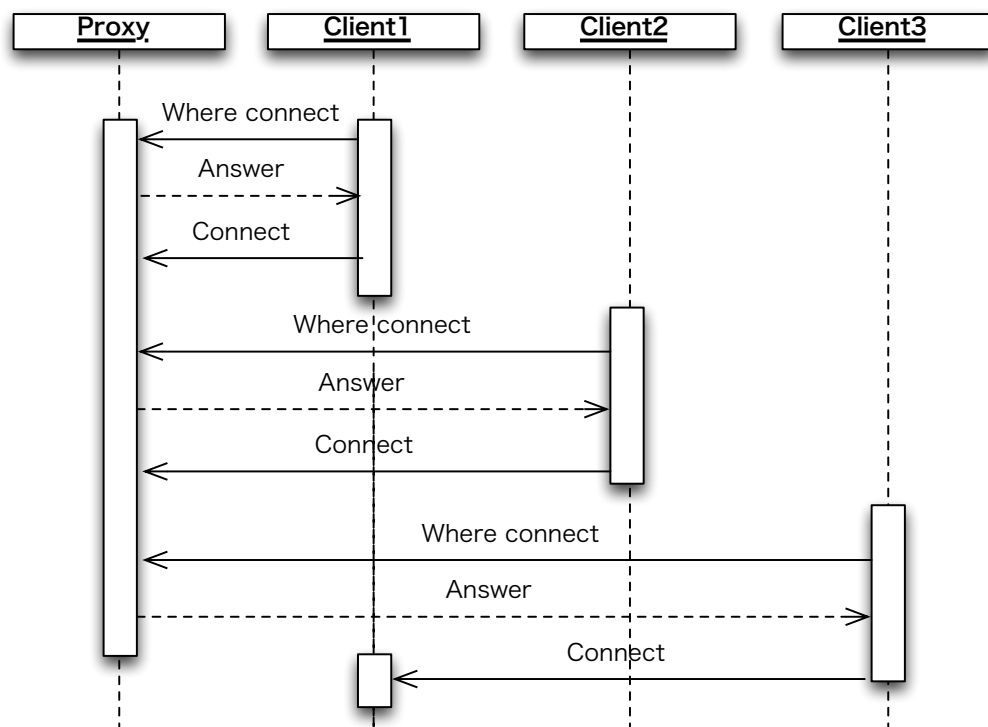 Proxy
Client1
Client2
Client3
Where connect
Answer
Connect
Where connect
Answer
Connect
Where connect
Answer
Connect